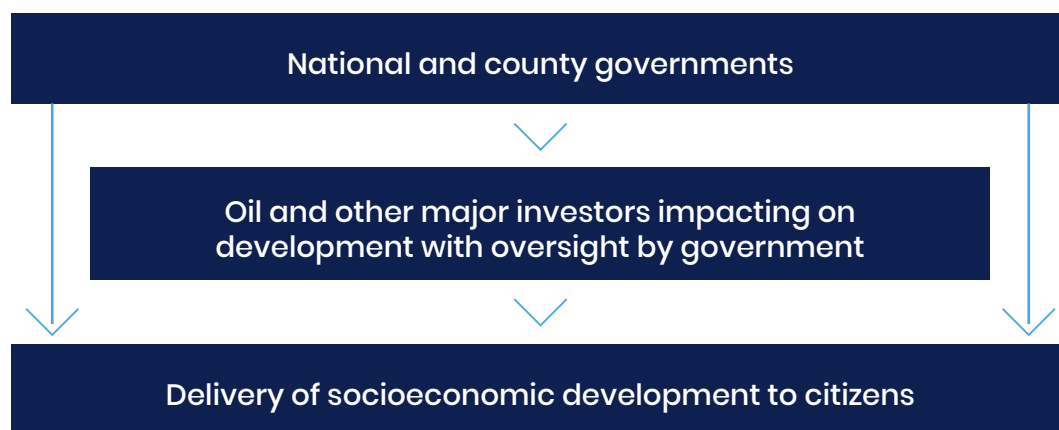 National and county governments
Oil and other major investors impacting on
development with oversight by government
Delivery of socioeconomic development to citizens